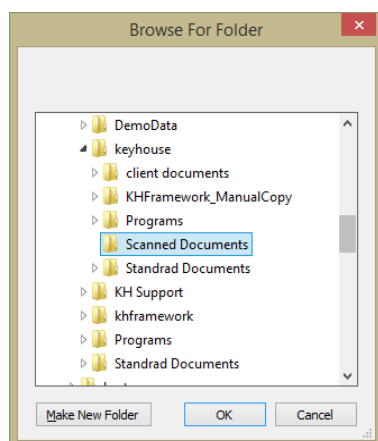 Browse For Folder
DemoData
keyhouse
client documents
KHFramework_ManualCopy
Programs
Scanned Documents
Standrad Documents
KH Support
khframework
Programs
Standrad Documents
Make New Folder OK Cancel